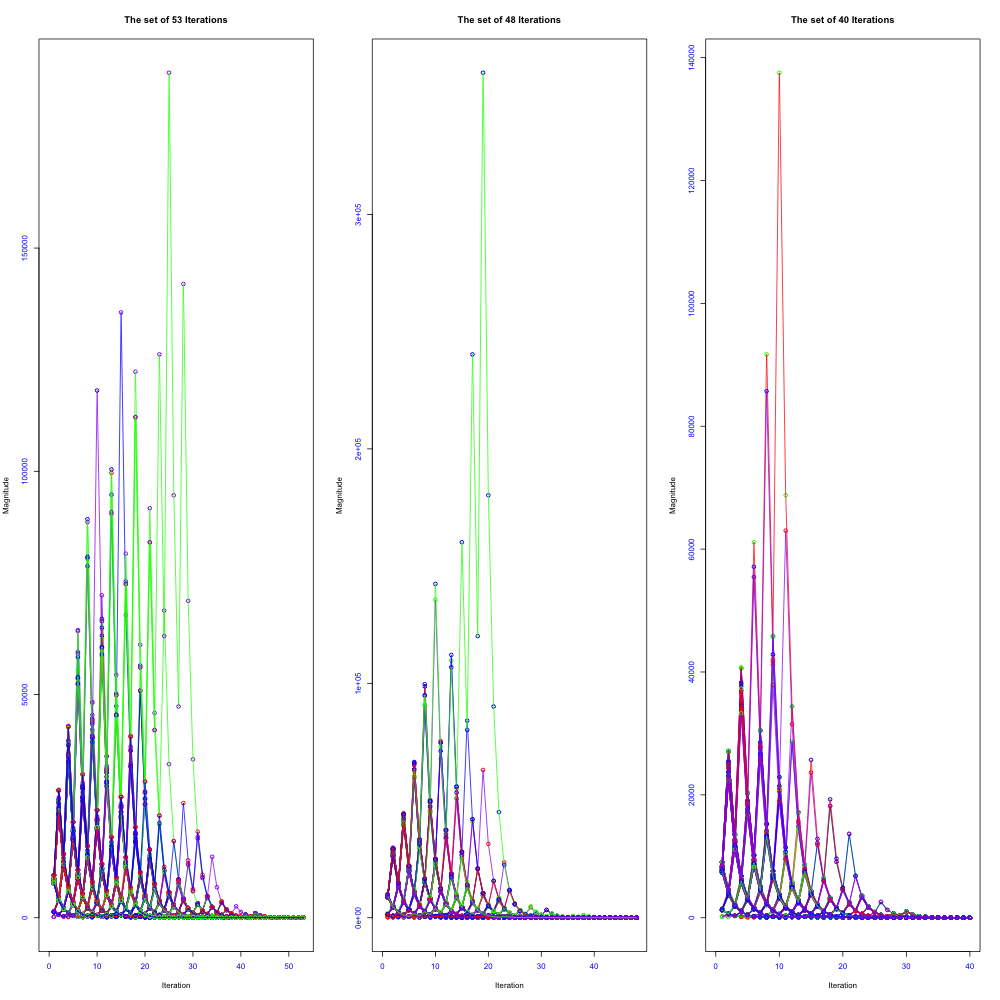 The set of 53 Iterations
Magnitude
150000
100000
50000
0
0 10 20 30 40 50
Iteration
The set of 48 Iterations
Magnitude
3e+05
2e+05
1e+05
0e+00
0 10 20 30 40
Iteration
The set of 40 Iterations
Magnitude
140000
120000
100000
80000
60000
40000
20000
0
0 10 20 30 40
Iteration